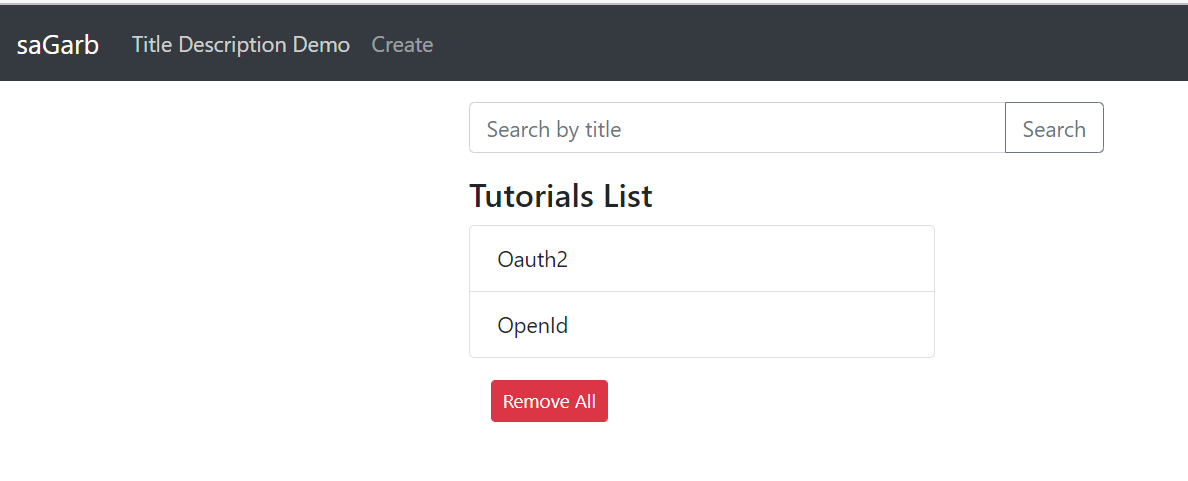 saGarb Title Description Demo Create
Search by title Search
Tutorials List
Oauth2
OpenId
Remove All